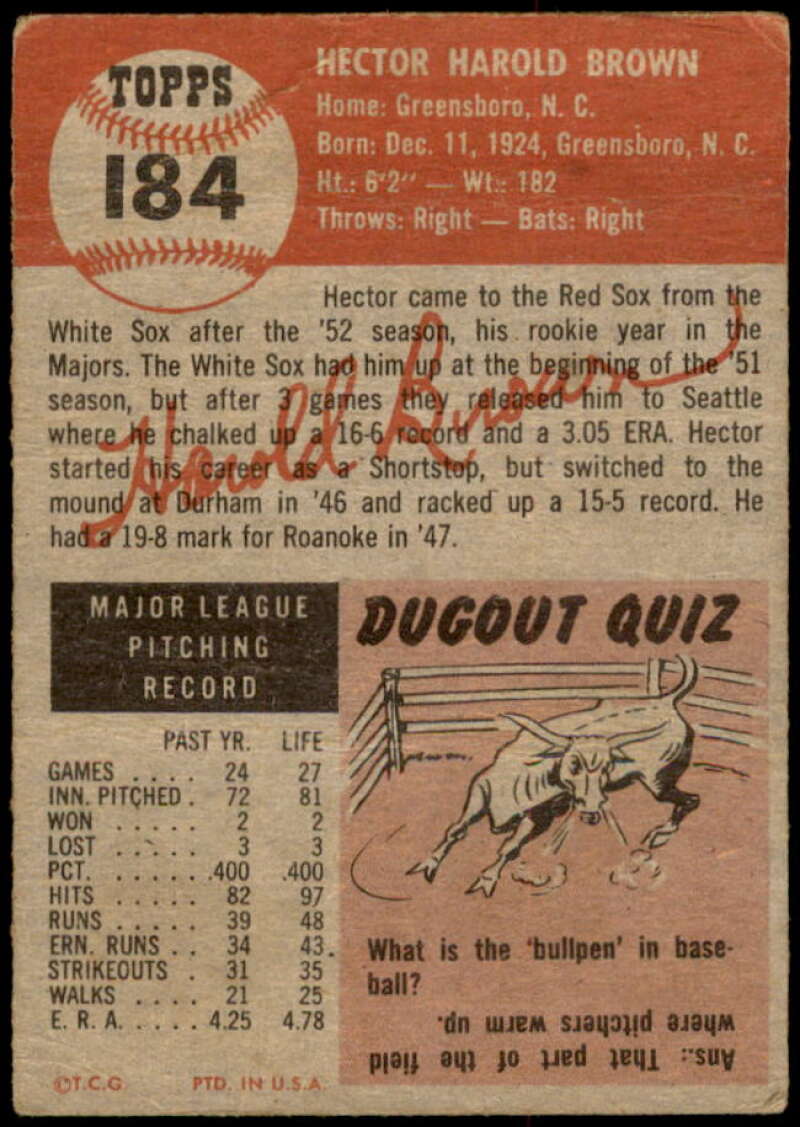 TOPPS
184
HECTOR HAROLD BROWN
Home: Greensboro, N. C.
Born: Dec. 11, 1924, Greensboro, N. C.
Ht.: 6'2" — Wt.: 182
Throws: Right — Bats: Right
Hector came to the Red Sox from the
White Sox after the '52 season, his rookie year in the
Majors. The White Sox had him up at the beginning of the '51
season, but after 3 games they released him to Seattle
where he chalked up a 16-6 record and a 3.05 ERA. Hector
started his career as a Shortstop, but switched to the
mound at Durham in '46 and racked up a 15-5 record. He
had a 19-8 mark for Roanoke in '47.
Harold Brown
MAJOR LEAGUE
PITCHING
RECORD
PAST YR. LIFE
GAMES . . . . 24 27
INN. PITCHED . 72 81
WON . . . . . 2 2
LOST . . . . . 3 3
PCT. . . . . . .400 .400
HITS . . . . . 82 97
RUNS . . . . . 39 48
ERN. RUNS . . 34 43.
STRIKEOUTS . 31 35
WALKS . . . . 21 25
E. R. A. . . . . 4.25 4.78
©T.C.G. PTD. IN U.S.A.
DUGOUT QUIZ
What is the 'bullpen' in base-
ball?
Ans.: That part of the field
where pitchers warm up.